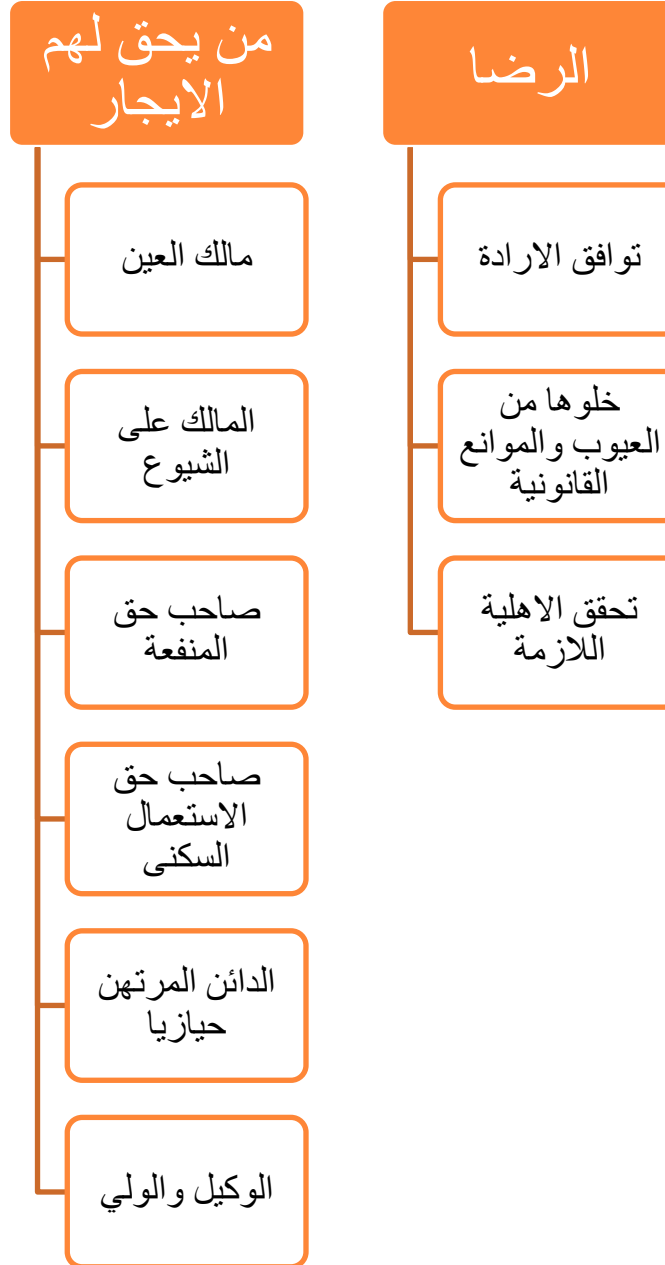 الرضا
توافق الارادة
خلوها من
العيوب والموانع
القانونية
تحقق الاهلية
اللازمة
من يحق لهم
الايجار
مالك العين
المالك على
الشيوع
صاحب حق
المنفعة
صاحب حق
الاستعمال
السكنى
الدائن المرتهن
حيازيا
الوكيل والولي